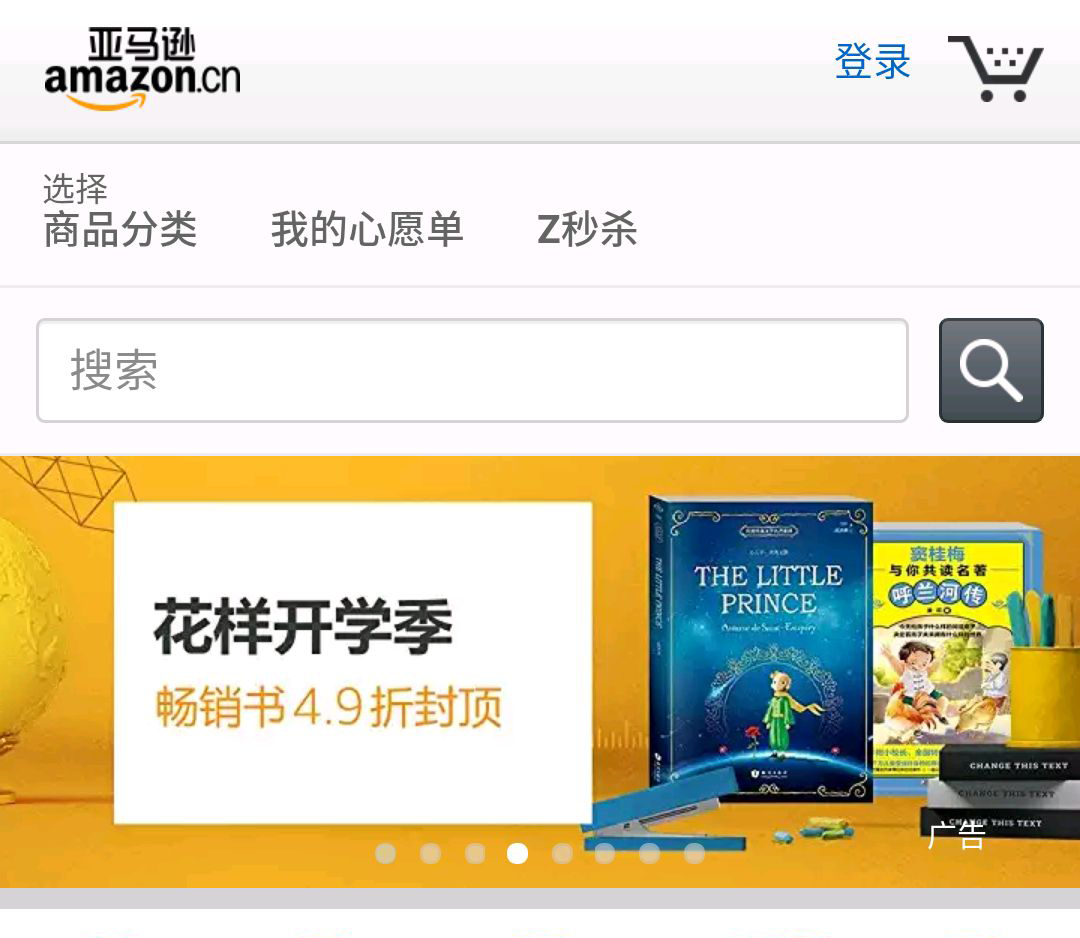 亚马逊
amazon.cn
登录
选择
商品分类
我的心愿单
Z秒杀
搜索
花样开学季
畅销书4.9折封顶
THE LITTLE
PRINCE
Antoine de Saint-Exupéry
THE LITTLE PRINCE
窦桂梅
与你共读名著
呼兰河传
CHANGE THIS TEXT
CHANGE THIS TEXT
CHANGE THIS TEXT
广告